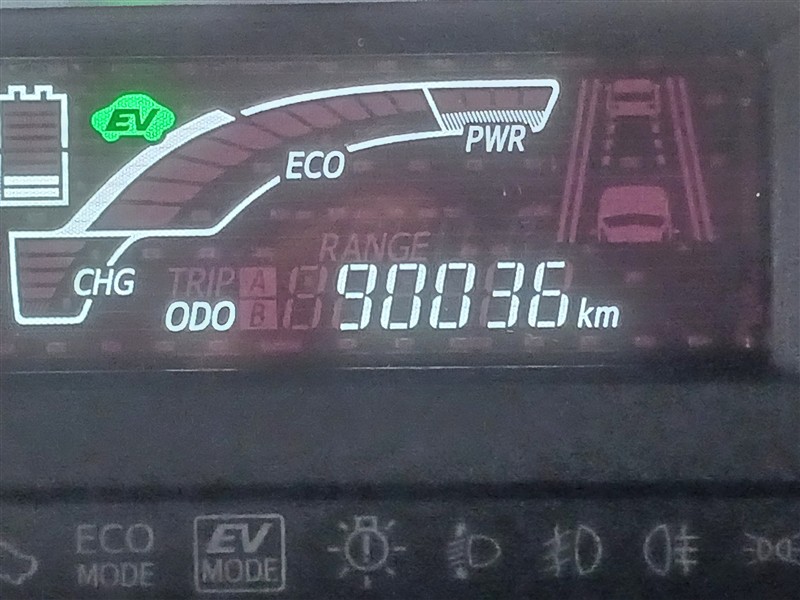 EV
PWR
ECO
RANGE
CHG
TRIP A
ODO B 90036 km
ECO MODE
EV MODE